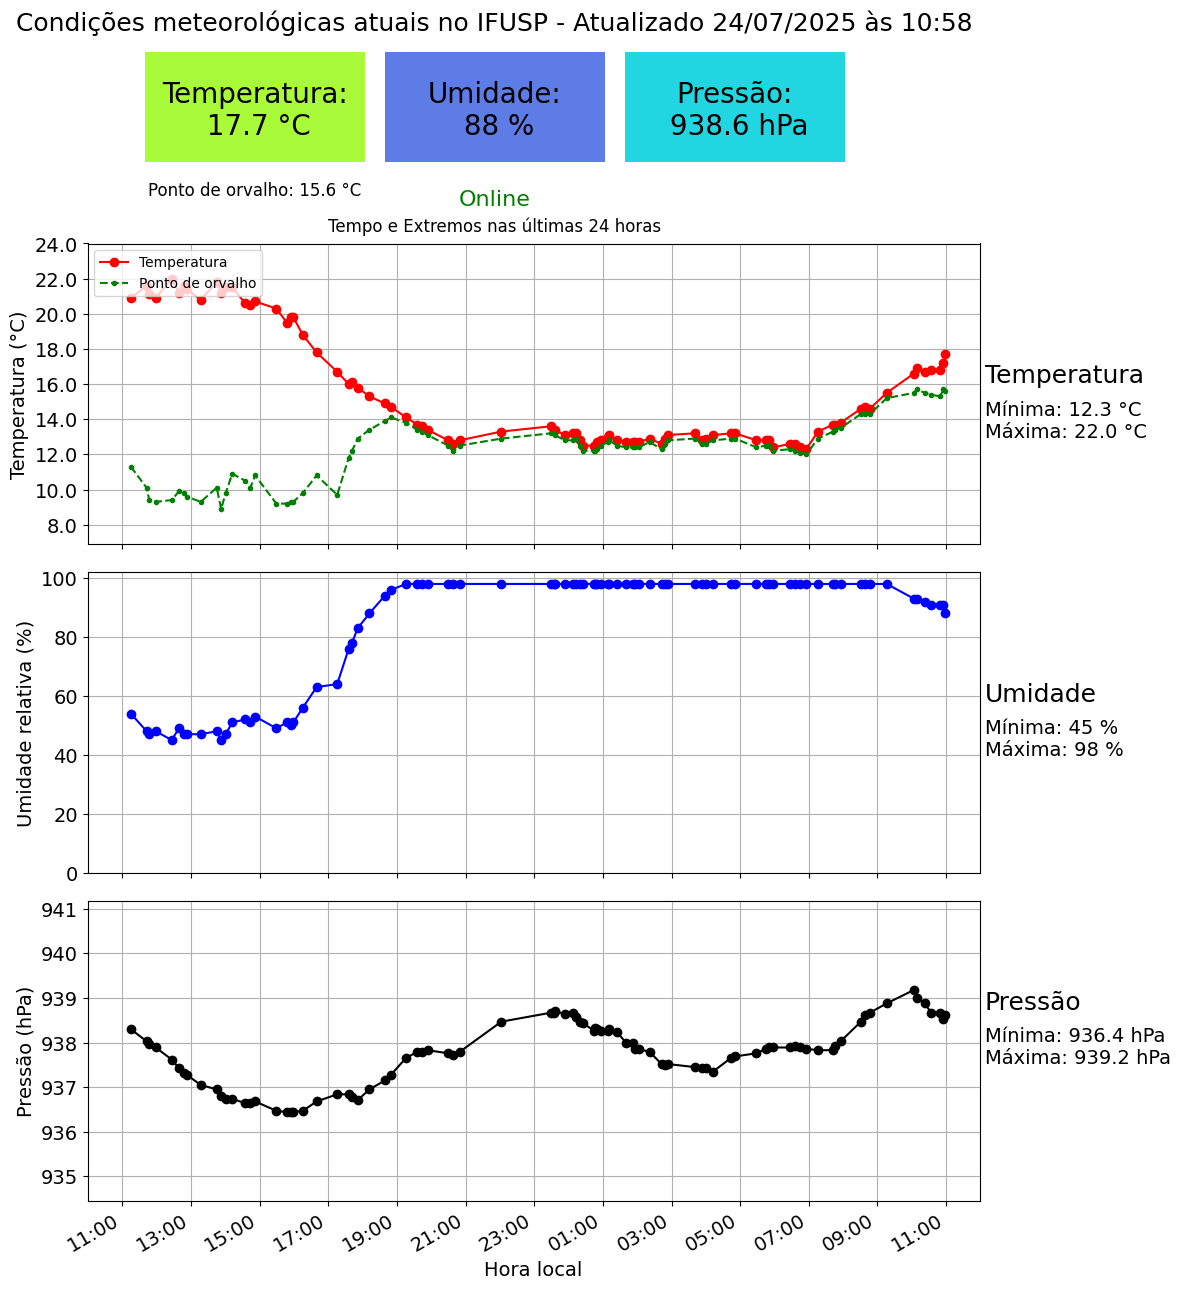 Condições meteorológicas atuais no IFUSP - Atualizado 24/07/2025 às 10:58
Temperatura:
17.7 °C
Umidade:
88 %
Pressão:
938.6 hPa
Ponto de orvalho: 15.6 °C
Online
Tempo e Extremos nas últimas 24 horas
Temperatura
Ponto de orvalho
Temperatura (°C)
24.0
22.0
20.0
18.0
16.0
14.0
12.0
10.0
8.0
Temperatura
Mínima: 12.3 °C
Máxima: 22.0 °C
Umidade relativa (%)
100
80
60
40
20
0
Umidade
Mínima: 45 %
Máxima: 98 %
Pressão (hPa)
941
940
939
938
937
936
935
Pressão
Mínima: 936.4 hPa
Máxima: 939.2 hPa
11:00
13:00
15:00
17:00
19:00
21:00
23:00
01:00
03:00
05:00
07:00
09:00
11:00
Hora local